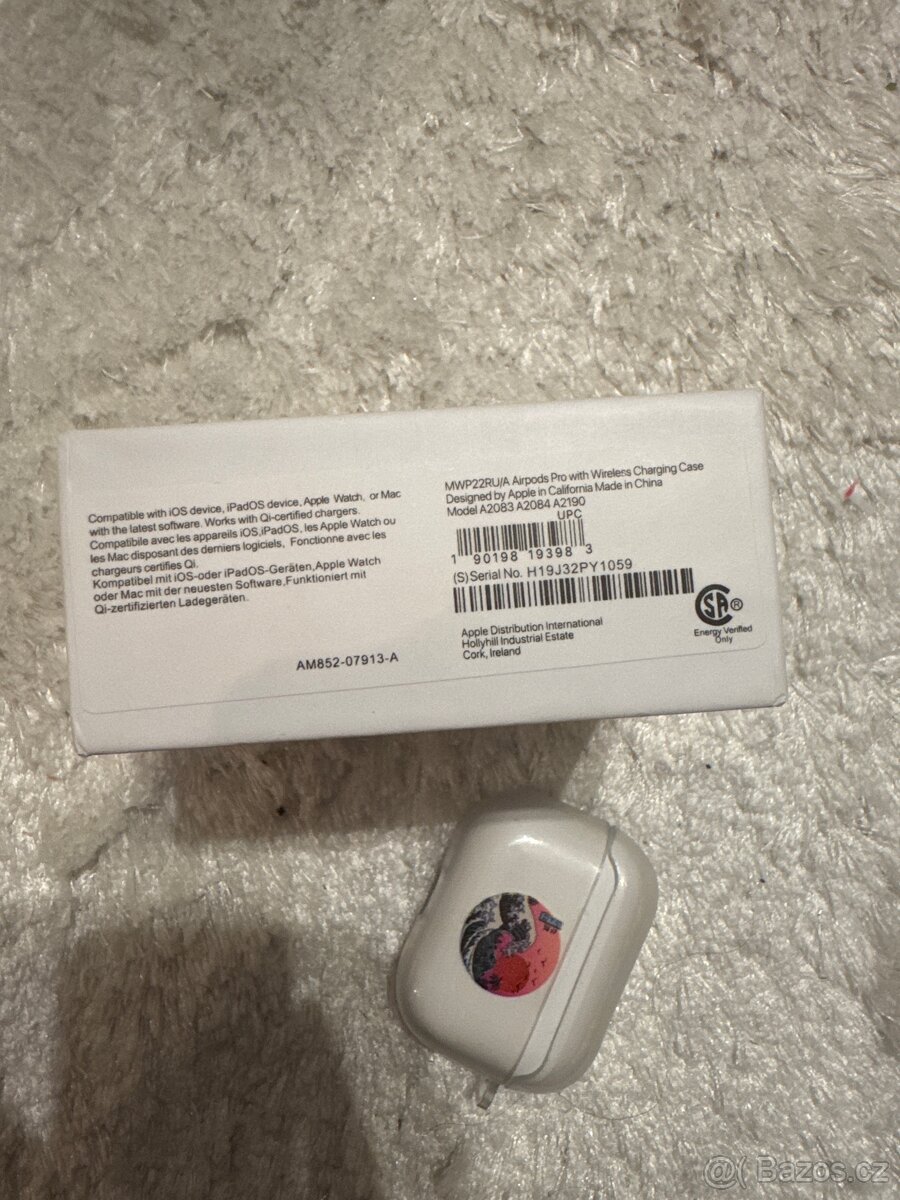 Compatible with iOS device, iPadOS device, Apple Watch, or Mac
with the latest software. Works with Qi-certified chargers.
Compatibile avec les appareils iOS,iPadOS, les Apple Watch ou
les Mac disposant des derniers logiciels, Fonctionne avec les
chargeurs certifies Qi.
Kompatibel mit iOS-oder iPadOS-Geräten,Apple Watch
oder Mac mit der neuesten Software.Funktioniert mit
Qi-zertifizierten Ladegeräten.
AM852-07913-A
MWP22RU/A Airpods Pro with Wireless Charging Case
Designed by Apple in California Made in China
Model A2083 A2084 A2190
UPC
1 90198 19398 3
(S)Serial No. H19J32PY1059
Apple Distribution International
Hollyhill Industrial Estate
Cork, Ireland
SA®
Energy Verified
Only
@( Bazos.cz